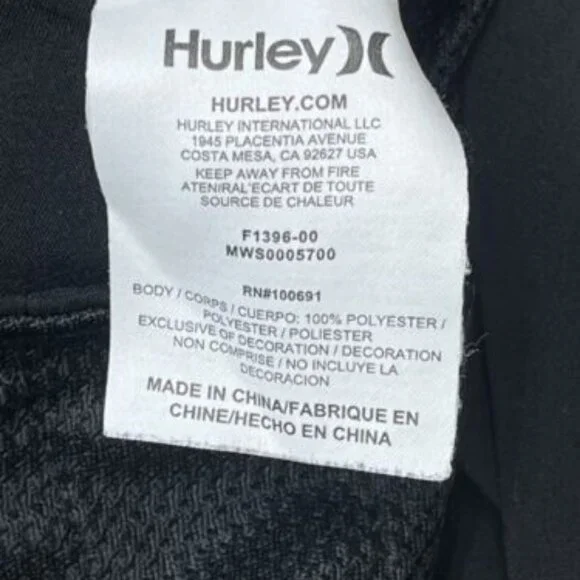 Hurley
HURLEY.COM
HURLEY INTERNATIONAL LLC
1945 PLACENTIA AVENUE
COSTA MESA, CA 92627 USA
KEEP AWAY FROM FIRE
ATENIRAL'ECART DE TOUTE
SOURCE DE CHALEUR
F1396-00
MWS0005700
RN#100691
BODY / CORPS / CUERPO: 100% POLYESTER /
POLYESTER / POLIESTER
EXCLUSIVE OF DECORATION / DECORATION
NON COMPRISE / NO INCLUYE LA
DECORACION
MADE IN CHINA/FABRIQUE EN
CHINE/HECHO EN CHINA